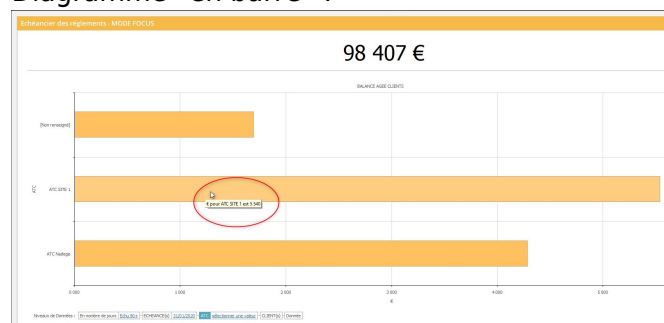 Diagramme "en barre" :
Echéancier des règlements - MODE FOCUS
98 407 €
BALANCE AGEE CLIENTS
[Non renseigné]
ATC
ATC SITE 1
€ pour ATC SITE 1 est 5 540
ATC Nadege
0 000 1 000 2 000 3 000 4 000 5 000
€
Niveaux de Données : En nombre de jours Echu 90+ ECHEANCE(s) 31/01/2020 ATC sélectionner une valeur CLIENT(s) Donnée